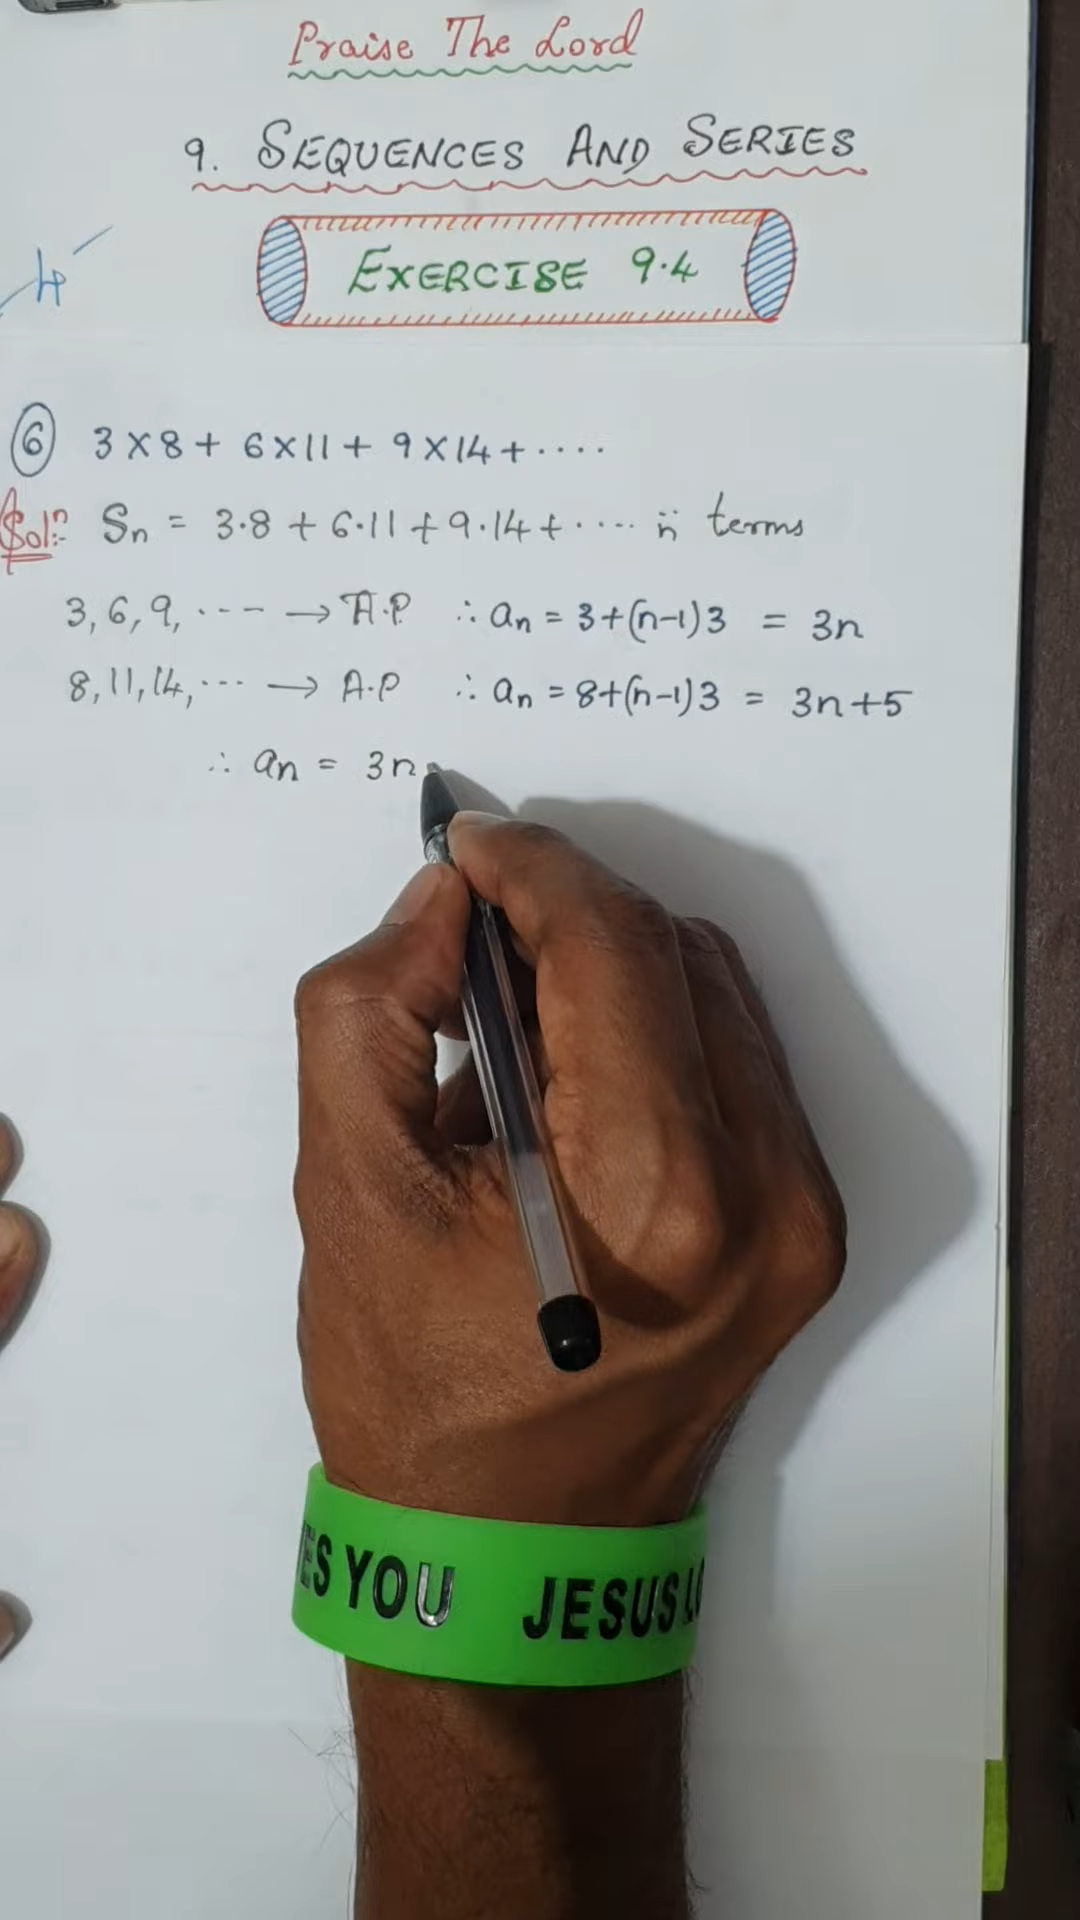 Praise The Lord
9. SEQUENCES AND SERIES
EXERCISE 9.4
6 3×8+ 6×11+ 9×14+....
Solⁿ:- Sn = 3·8 + 6·11 + 9·14 + .... n terms
3, 6, 9, ---- → A.P ∴ an = 3+(n-1)3 = 3n
8, 11, 14, ... → A.P ∴ an = 8+(n-1)3 = 3n+5
∴ an = 3n
ES YOU JESUS LO